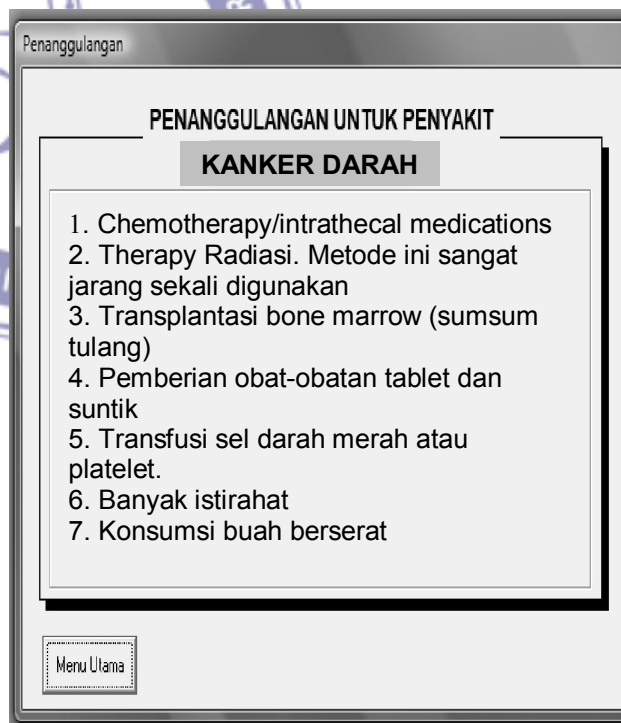 Penanggulangan
PENANGGULANGAN UNTUK PENYAKIT
KANKER DARAH
1. Chemotherapy/intrathecal medications
2. Therapy Radiasi. Metode ini sangat
jarang sekali digunakan
3. Transplantasi bone marrow (sumsum
tulang)
4. Pemberian obat-obatan tablet dan
suntik
5. Transfusi sel darah merah atau
platelet.
6. Banyak istirahat
7. Konsumsi buah berserat
Menu Utama